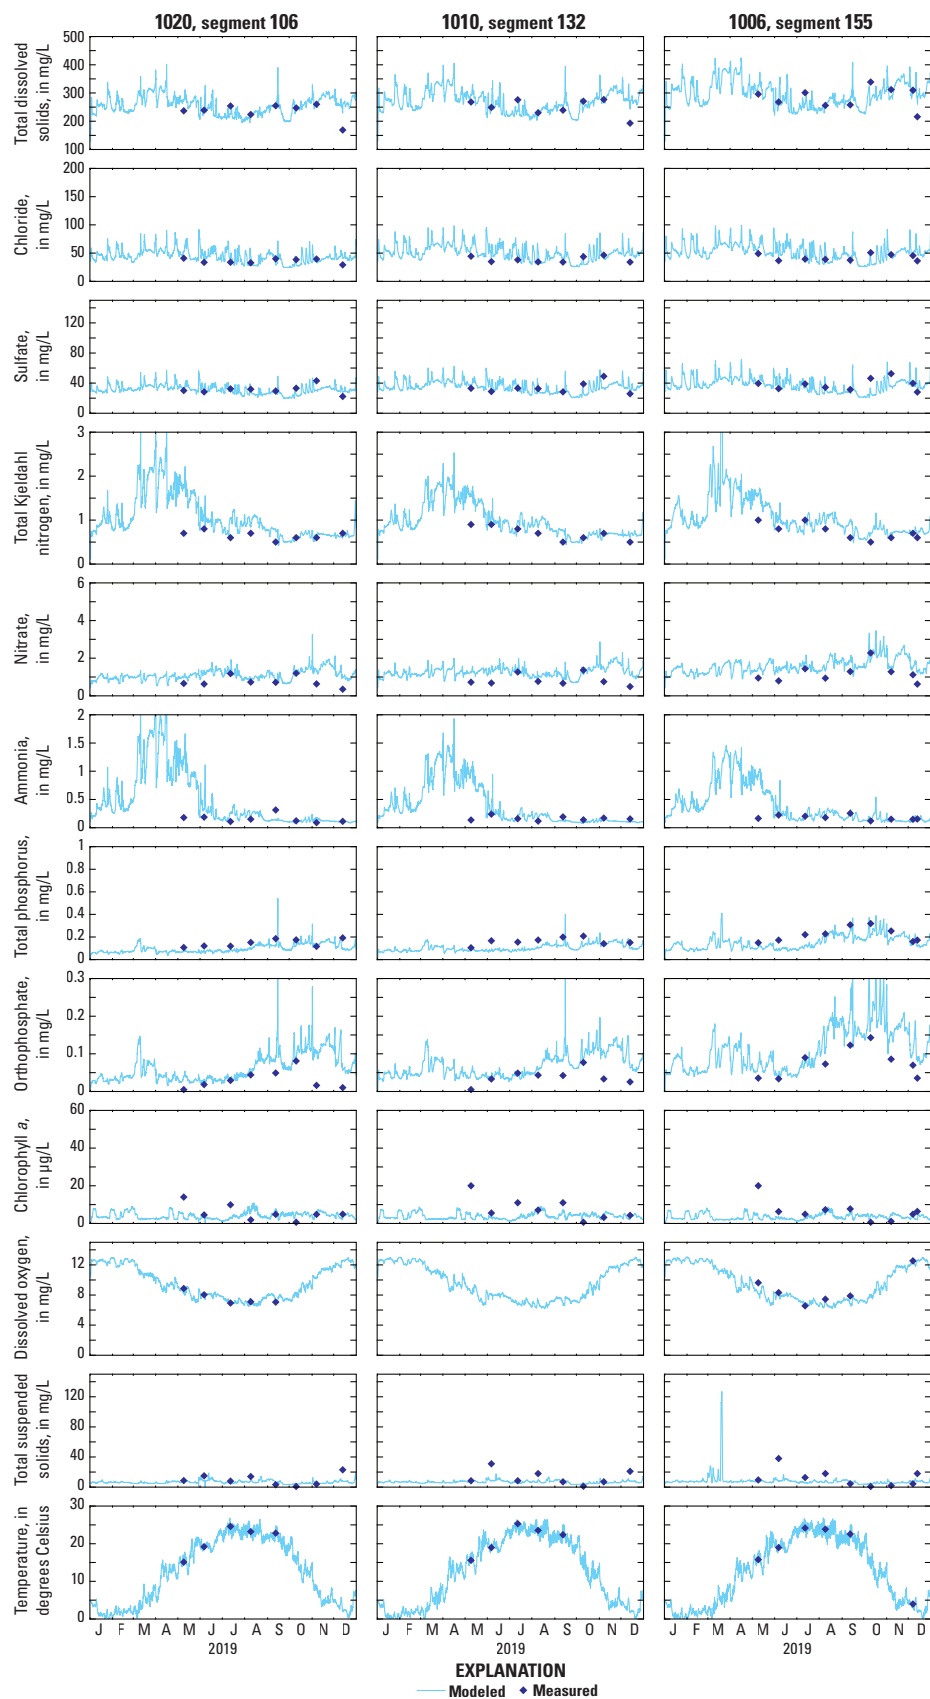 1020, segment 106 1010, segment 132 1006, segment 155
Total dissolved
solids, in mg/L
500
400
300
200
100
Chloride,
in mg/L
200
150
100
50
0
Sulfate,
in mg/L
120
80
40
0
Total Kjeldahl
nitrogen, in mg/L
3
2
1
0
Nitrate,
in mg/L
6
4
2
0
Ammonia,
in mg/L
2
1.5
1
0.5
0
Total phosphorus,
in mg/L
1
0.8
0.6
0.4
0.2
0
Orthophosphate,
in mg/L
0.3
0.2
0.1
0
Chlorophyll a,
in µg/L
60
40
20
0
Dissolved oxygen,
in mg/L
12
8
4
0
Total suspended
solids, in mg/L
120
80
40
0
Temperature, in
degrees Celsius
30
20
10
0
J F M A M J J A S O N D J F M A M J J A S O N D J F M A M J J A S O N D
2019 2019 2019
EXPLANATION
Modeled Measured